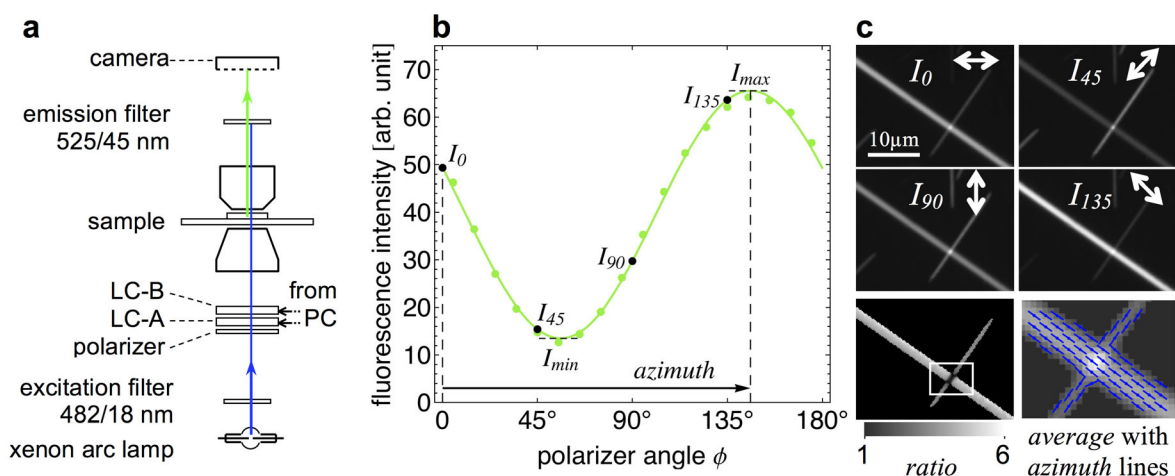 a
camera
emission filter
525/45 nm
sample
LC-B
LC-A
from
PC
polarizer
excitation filter
482/18 nm
xenon arc lamp
b
fluorescence intensity [arb. unit]
70
60
50
40
30
20
10
0
I0
I45
Imin
I90
I135
Imax
azimuth
0
45°
90°
135°
180°
polarizer angle ϕ
c
I0
10μm
I45
I90
I135
1
6
ratio
average with
azimuth lines